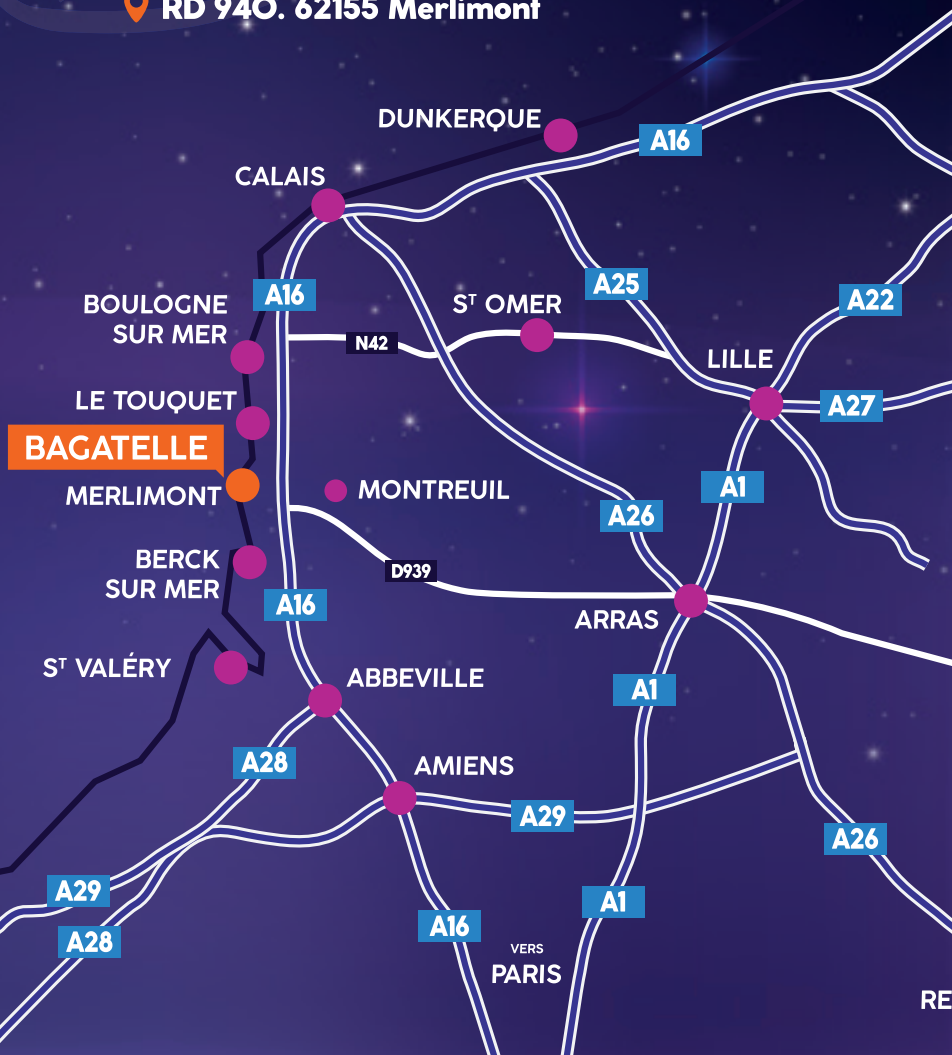 RD 940. 62155 Merlimont
DUNKERQUE
A16
CALAIS
A16
A25
BOULOGNE
SUR MER
ST OMER
A22
N42
LILLE
LE TOUQUET
A27
BAGATELLE
MERLIMONT
MONTREUIL
A1
A26
BERCK
SUR MER
D939
A16
ARRAS
ST VALÉRY
ABBEVILLE
A1
A28
AMIENS
A29
A26
A29
A1
A28
A16
VERS
PARIS
RE